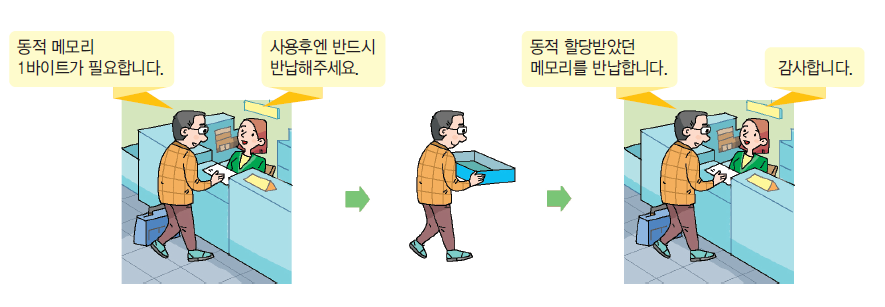 동적 메모리
1바이트가 필요합니다.
사용후엔 반드시
반납해주세요.
동적 할당받았던
메모리를 반납합니다.
감사합니다.